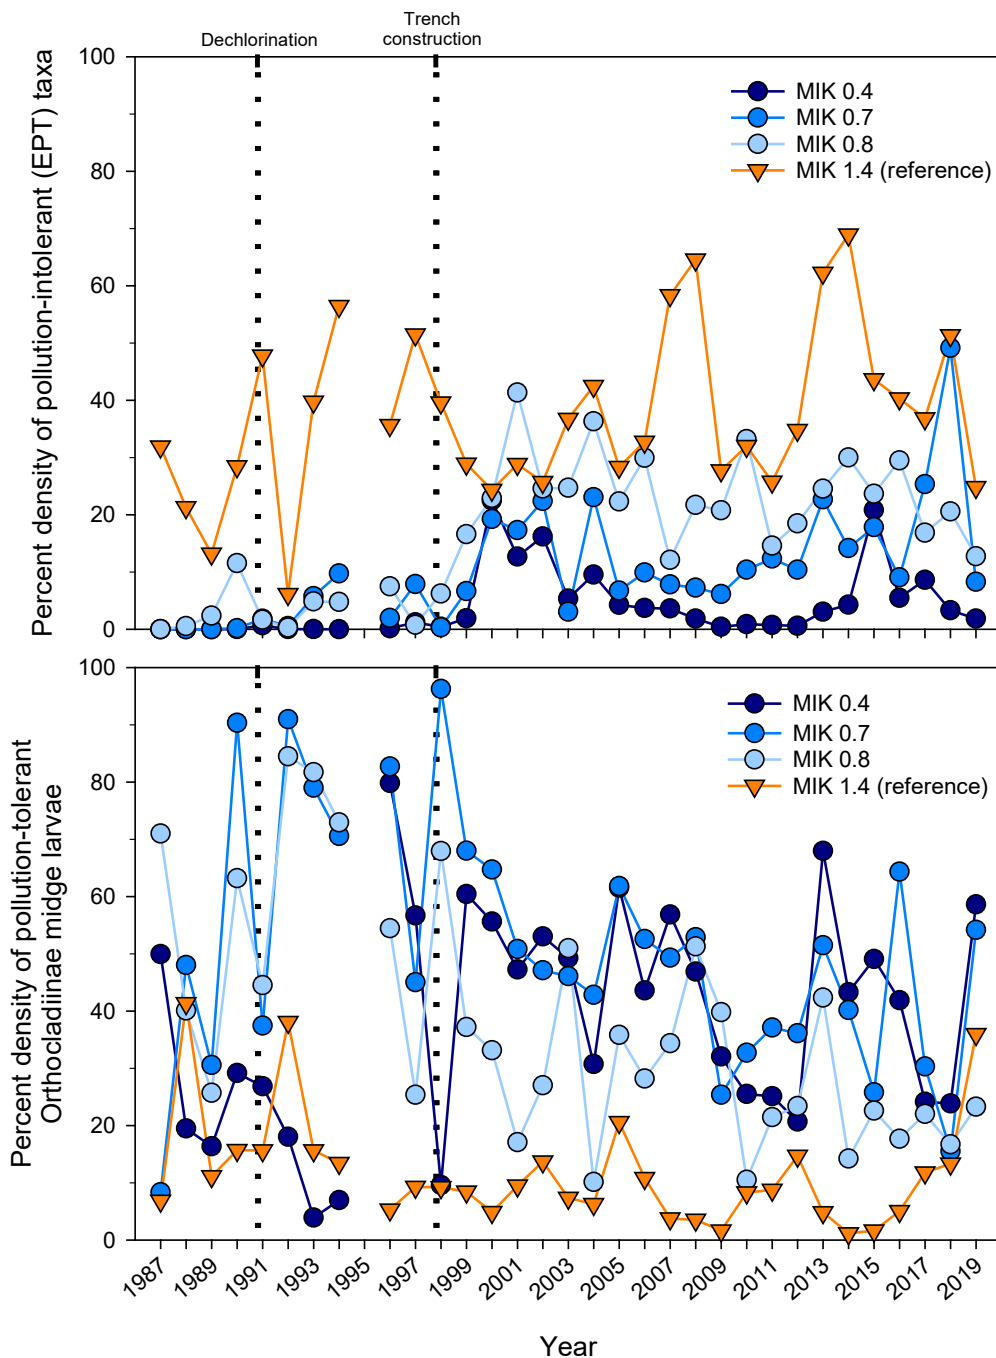 Dechlorination
Trench
construction
Percent density of pollution-intolerant (EPT) taxa
100
80
60
40
20
0
MIK 0.4
MIK 0.7
MIK 0.8
MIK 1.4 (reference)
Percent density of pollution-tolerant
Orthocladiinae midge larvae
100
80
60
40
20
0
MIK 0.4
MIK 0.7
MIK 0.8
MIK 1.4 (reference)
1987
1989
1991
1993
1995
1997
1999
2001
2003
2005
2007
2009
2011
2013
2015
2017
2019
Year